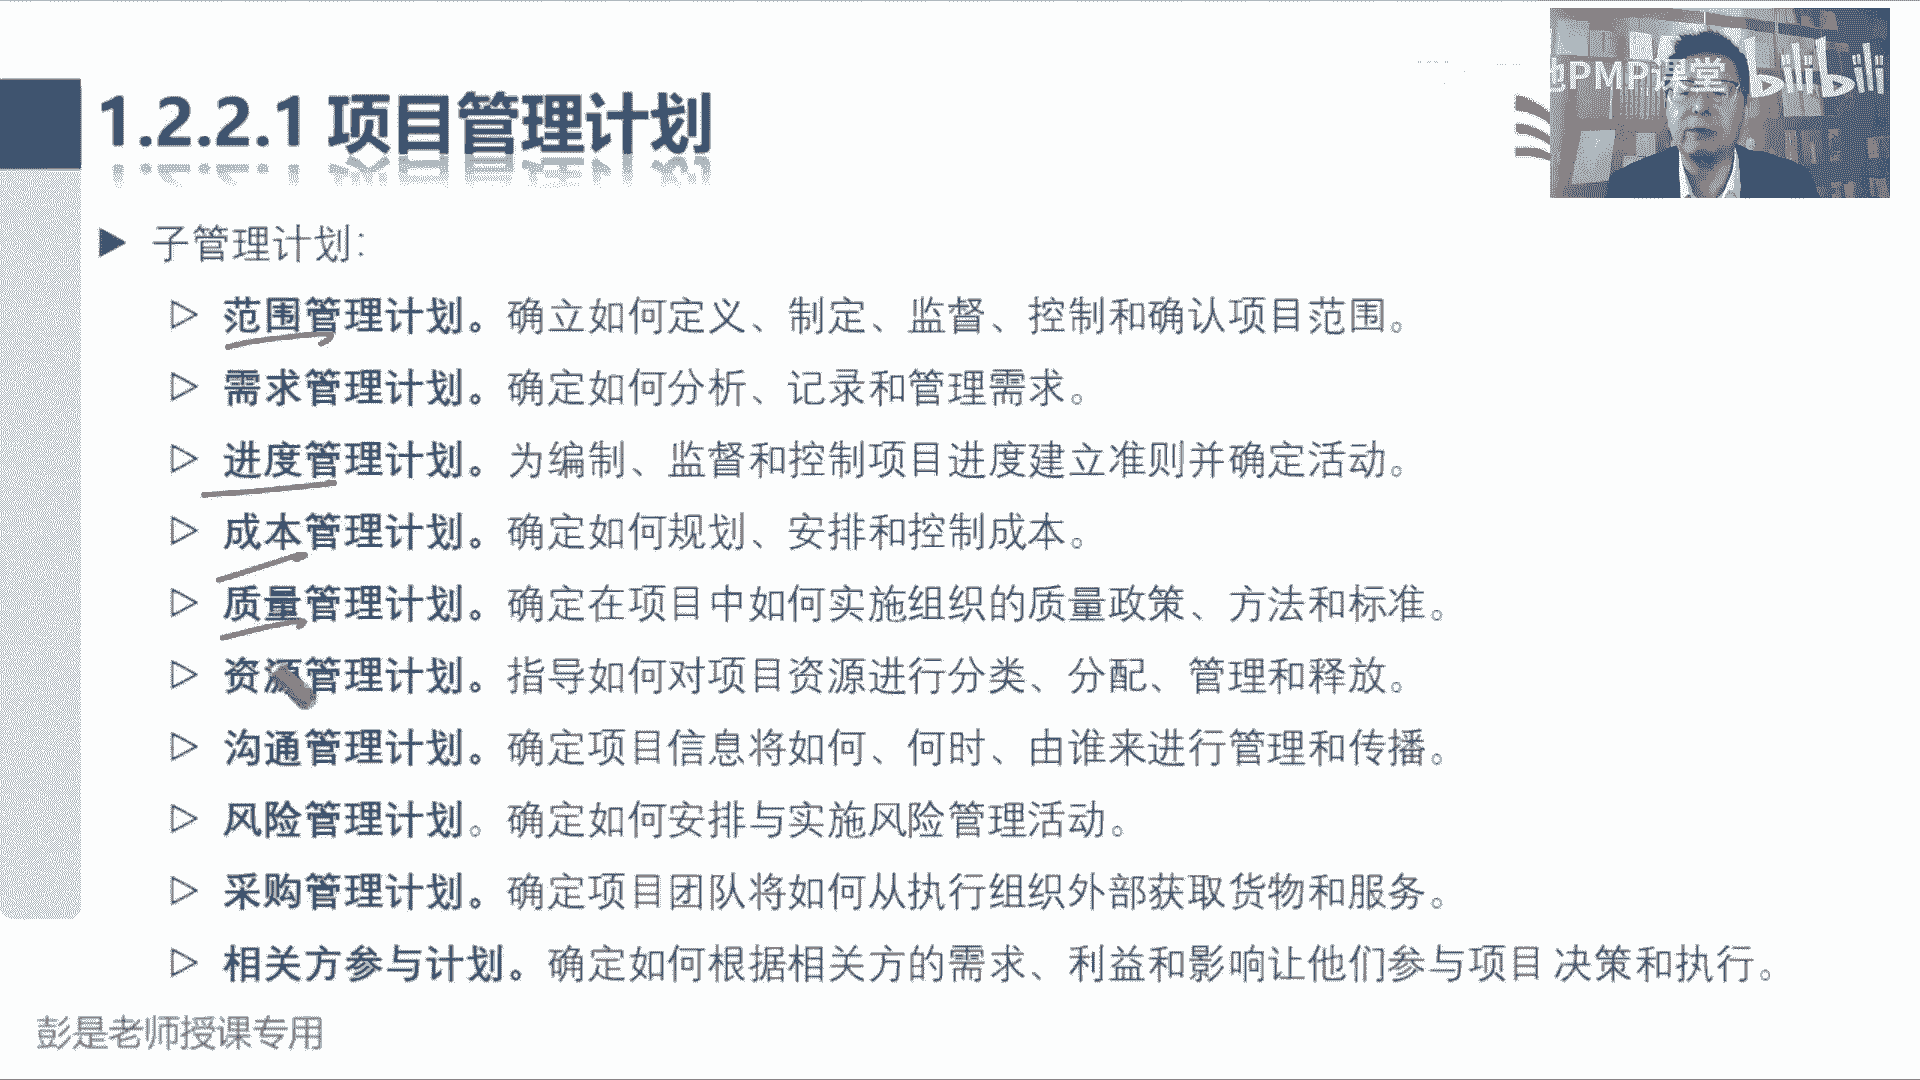 PMP课堂 bilibili
1.2.2.1 项目管理计划
子管理计划：
范围管理计划。确立如何定义、制定、监督、控制和确认项目范围。
需求管理计划。确定如何分析、记录和管理需求。
进度管理计划。为编制、监督和控制项目进度建立准则并确定活动。
成本管理计划。确定如何规划、安排和控制成本。
质量管理计划。确定在项目中如何实施组织的质量政策、方法和标准。
资源管理计划。指导如何对项目资源进行分类、分配、管理和释放。
沟通管理计划。确定项目信息将如何、何时、由谁来进行管理和传播。
风险管理计划。确定如何安排与实施风险管理活动。
采购管理计划。确定项目团队将如何从执行组织外部获取货物和服务。
相关方参与计划。确定如何根据相关方的需求、利益和影响让他们参与项目 决策和执行。
彭是老师授课专用